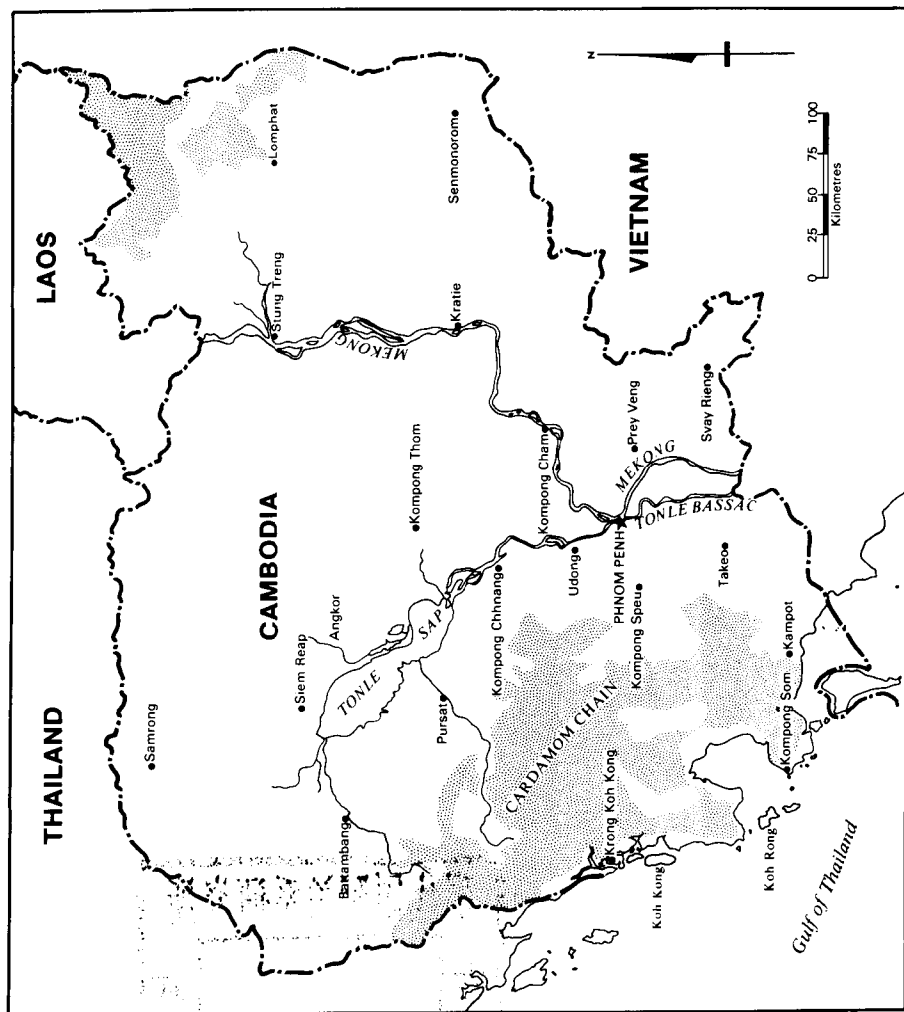 THAILAND
LAOS
VIETNAM
CAMBODIA
N
Samrong
Siem Reap
Angkor
Stung Treng
Lomphat
Battambang
TONLE SAP
Pursat
Kompong Thom
MEKONG
Kratie
Senmonorom
Kompong Chhnang
Kompong Cham
CARDAMOM CHAIN
Udong
Krong Koh Kong
Kompong Speu
PHNOM PENH
MEKONG
Prey Veng
TONLE BASSAC
Svay Rieng
Takeo
Koh Kong
Koh Rong
Kompong Som
Kampot
Gulf of Thailand
0 25 50 75 100
Kilometres